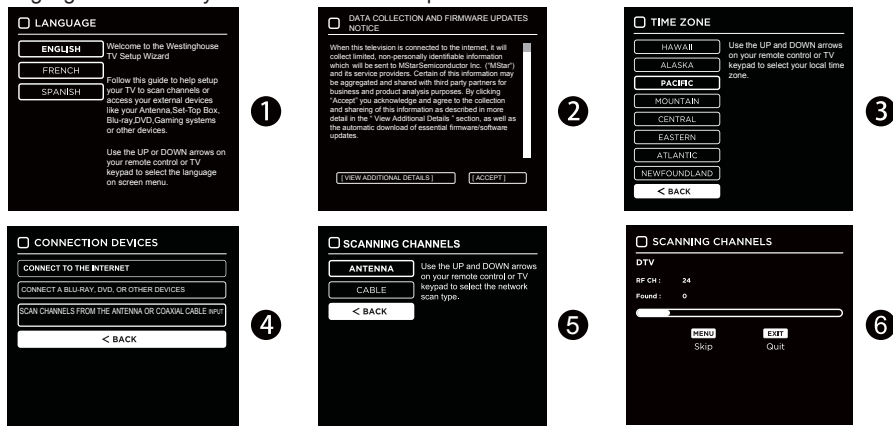 LANGUAGE
ENGLISH
FRENCH
SPANISH
Welcome to the Westinghouse
TV Setup Wizard
Follow this guide to help setup
your TV to scan channels or
access your external devices
like your Antenna,Set-Top Box,
Blu-ray,DVD,Gaming systems
or other devices.
Use the UP or DOWN arrows on
your remote control or TV
keypad to select the language
on screen menu.
1
DATA COLLECTION AND FIRMWARE UPDATES
NOTICE
When this television is connected to the internet, it will
collect limited, non-personally identifiable information
which will be sent to MStarSemiconductor Inc. ("MStar")
and its service providers. Certain of this information may
be aggregated and shared with third party partners for
business and product analysis purposes. By clicking
"Accept" you acknowledge and agree to the collection
and shareing of this information as described in more
detail in the " View Additional Details " section, as well as
the automatic download of essential firmware/software
updates.
[ VIEW ADDITIONAL DETAILS ]
[ ACCEPT ]
2
TIME ZONE
HAWAII
ALASKA
PACIFIC
MOUNTAIN
CENTRAL
EASTERN
ATLANTIC
NEWFOUNDLAND
< BACK
Use the UP and DOWN arrows
on your remote control or TV
keypad to select your local time
zone.
3
CONNECTION DEVICES
CONNECT TO THE INTERNET
CONNECT A BLU-RAY, DVD, OR OTHER DEVICES
SCAN CHANNELS FROM THE ANTENNA OR COAXIAL CABLE INPUT
< BACK
4
SCANNING CHANNELS
ANTENNA
CABLE
< BACK
Use the UP and DOWN arrows
on your remote control or TV
keypad to select the network
scan type.
5
SCANNING CHANNELS
DTV
RF CH : 24
Found : 0
MENU EXIT
Skip Quit
6